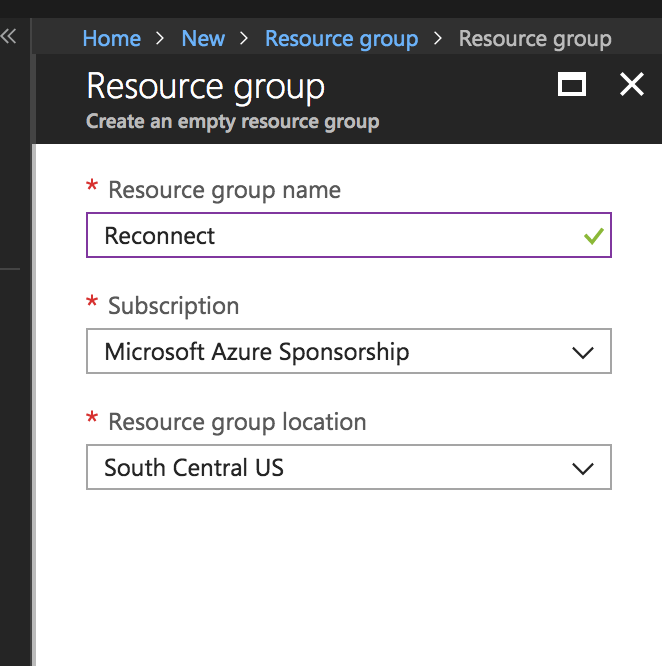 Home > New > Resource group > Resource group
Resource group
Create an empty resource group
* Resource group name
Reconnect
* Subscription
Microsoft Azure Sponsorship
* Resource group location
South Central US